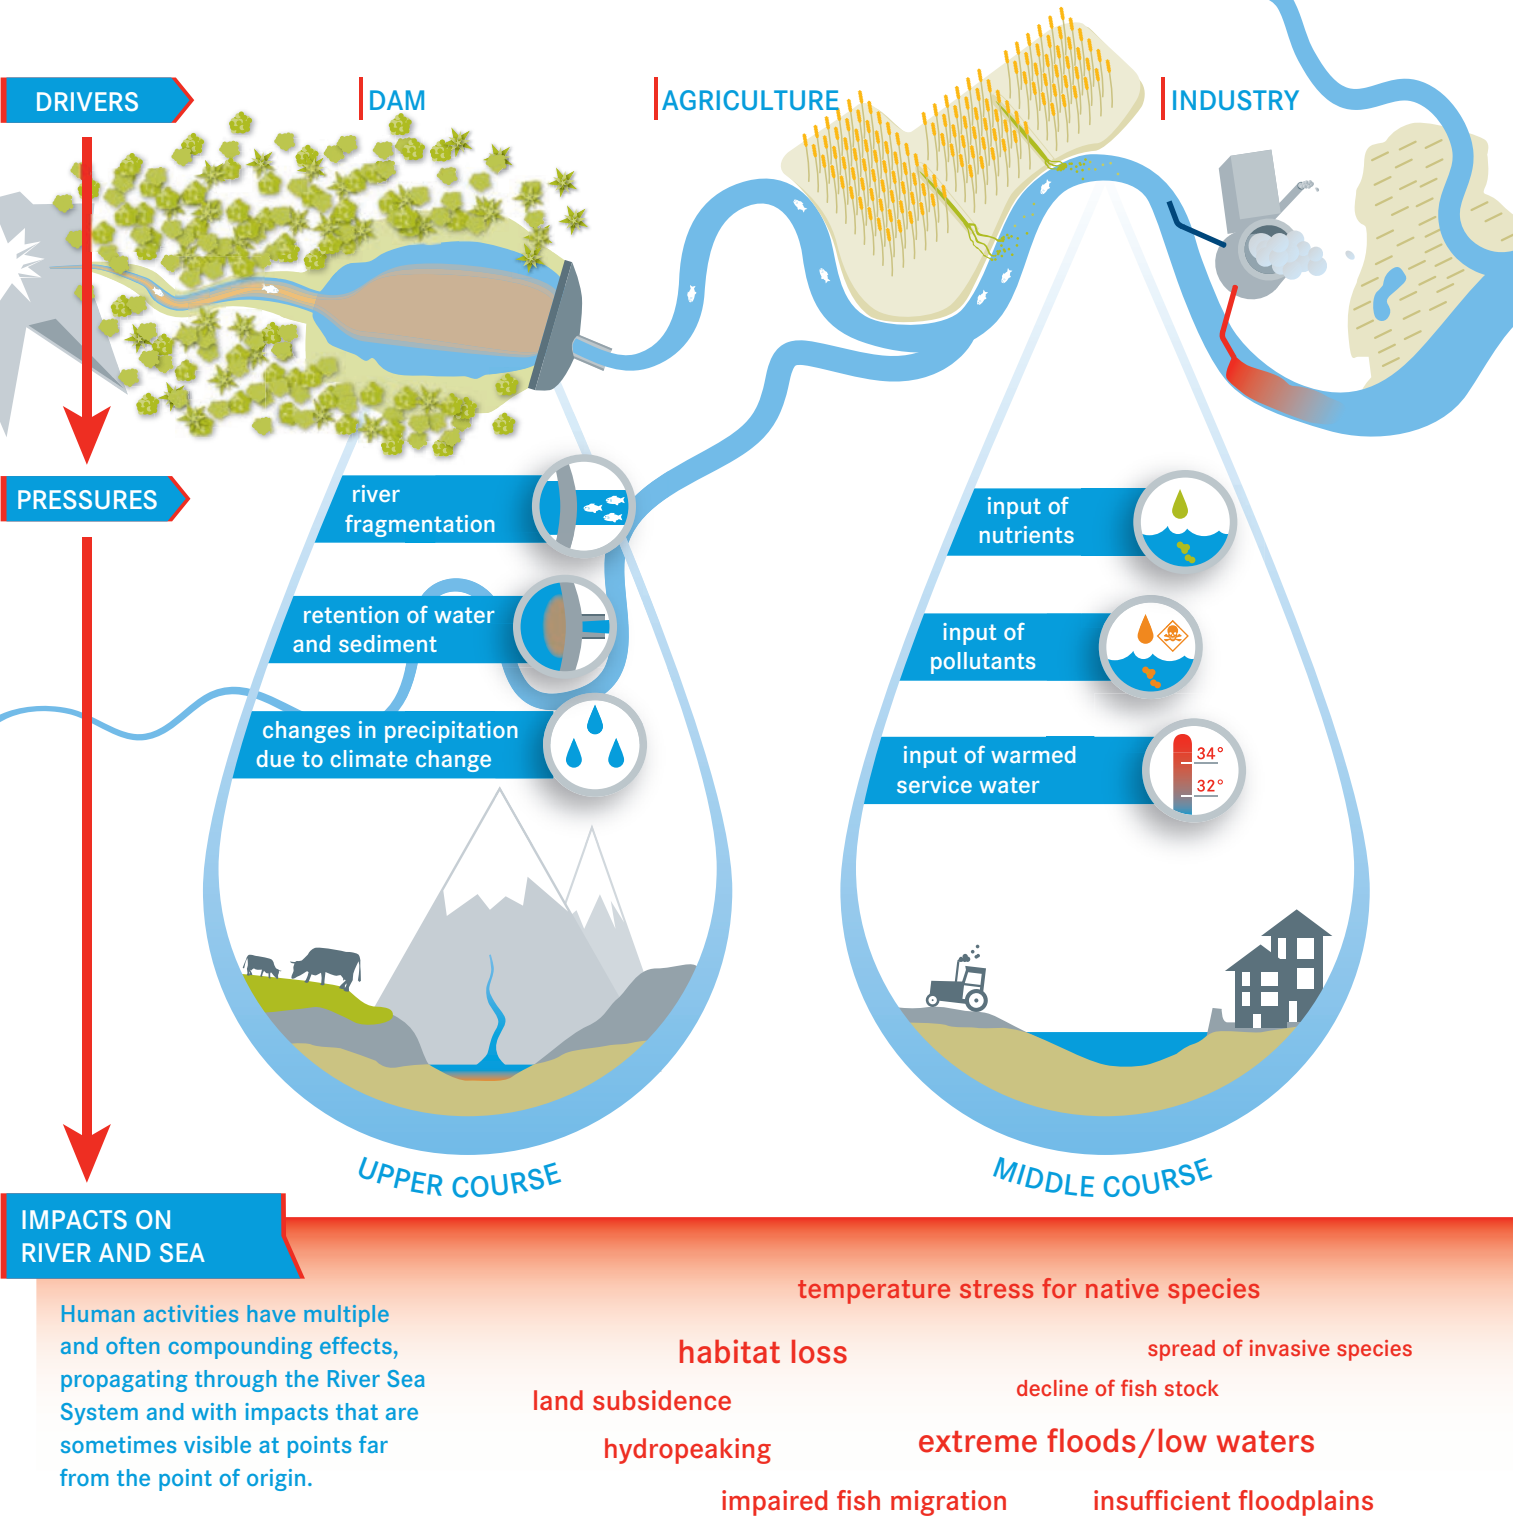 DRIVERS
DAM
AGRICULTURE
INDUSTRY
PRESSURES
river
fragmentation
retention of water
and sediment
changes in precipitation
due to climate change
input of
nutrients
input of
pollutants
input of warmed
service water
34°
32°
UPPER COURSE
MIDDLE COURSE
IMPACTS ON
RIVER AND SEA
Human activities have multiple
and often compounding effects,
propagating through the River Sea
System and with impacts that are
sometimes visible at points far
from the point of origin.
temperature stress for native species
habitat loss
spread of invasive species
decline of fish stock
land subsidence
hydropeaking
extreme floods/low waters
impaired fish migration
insufficient floodplains